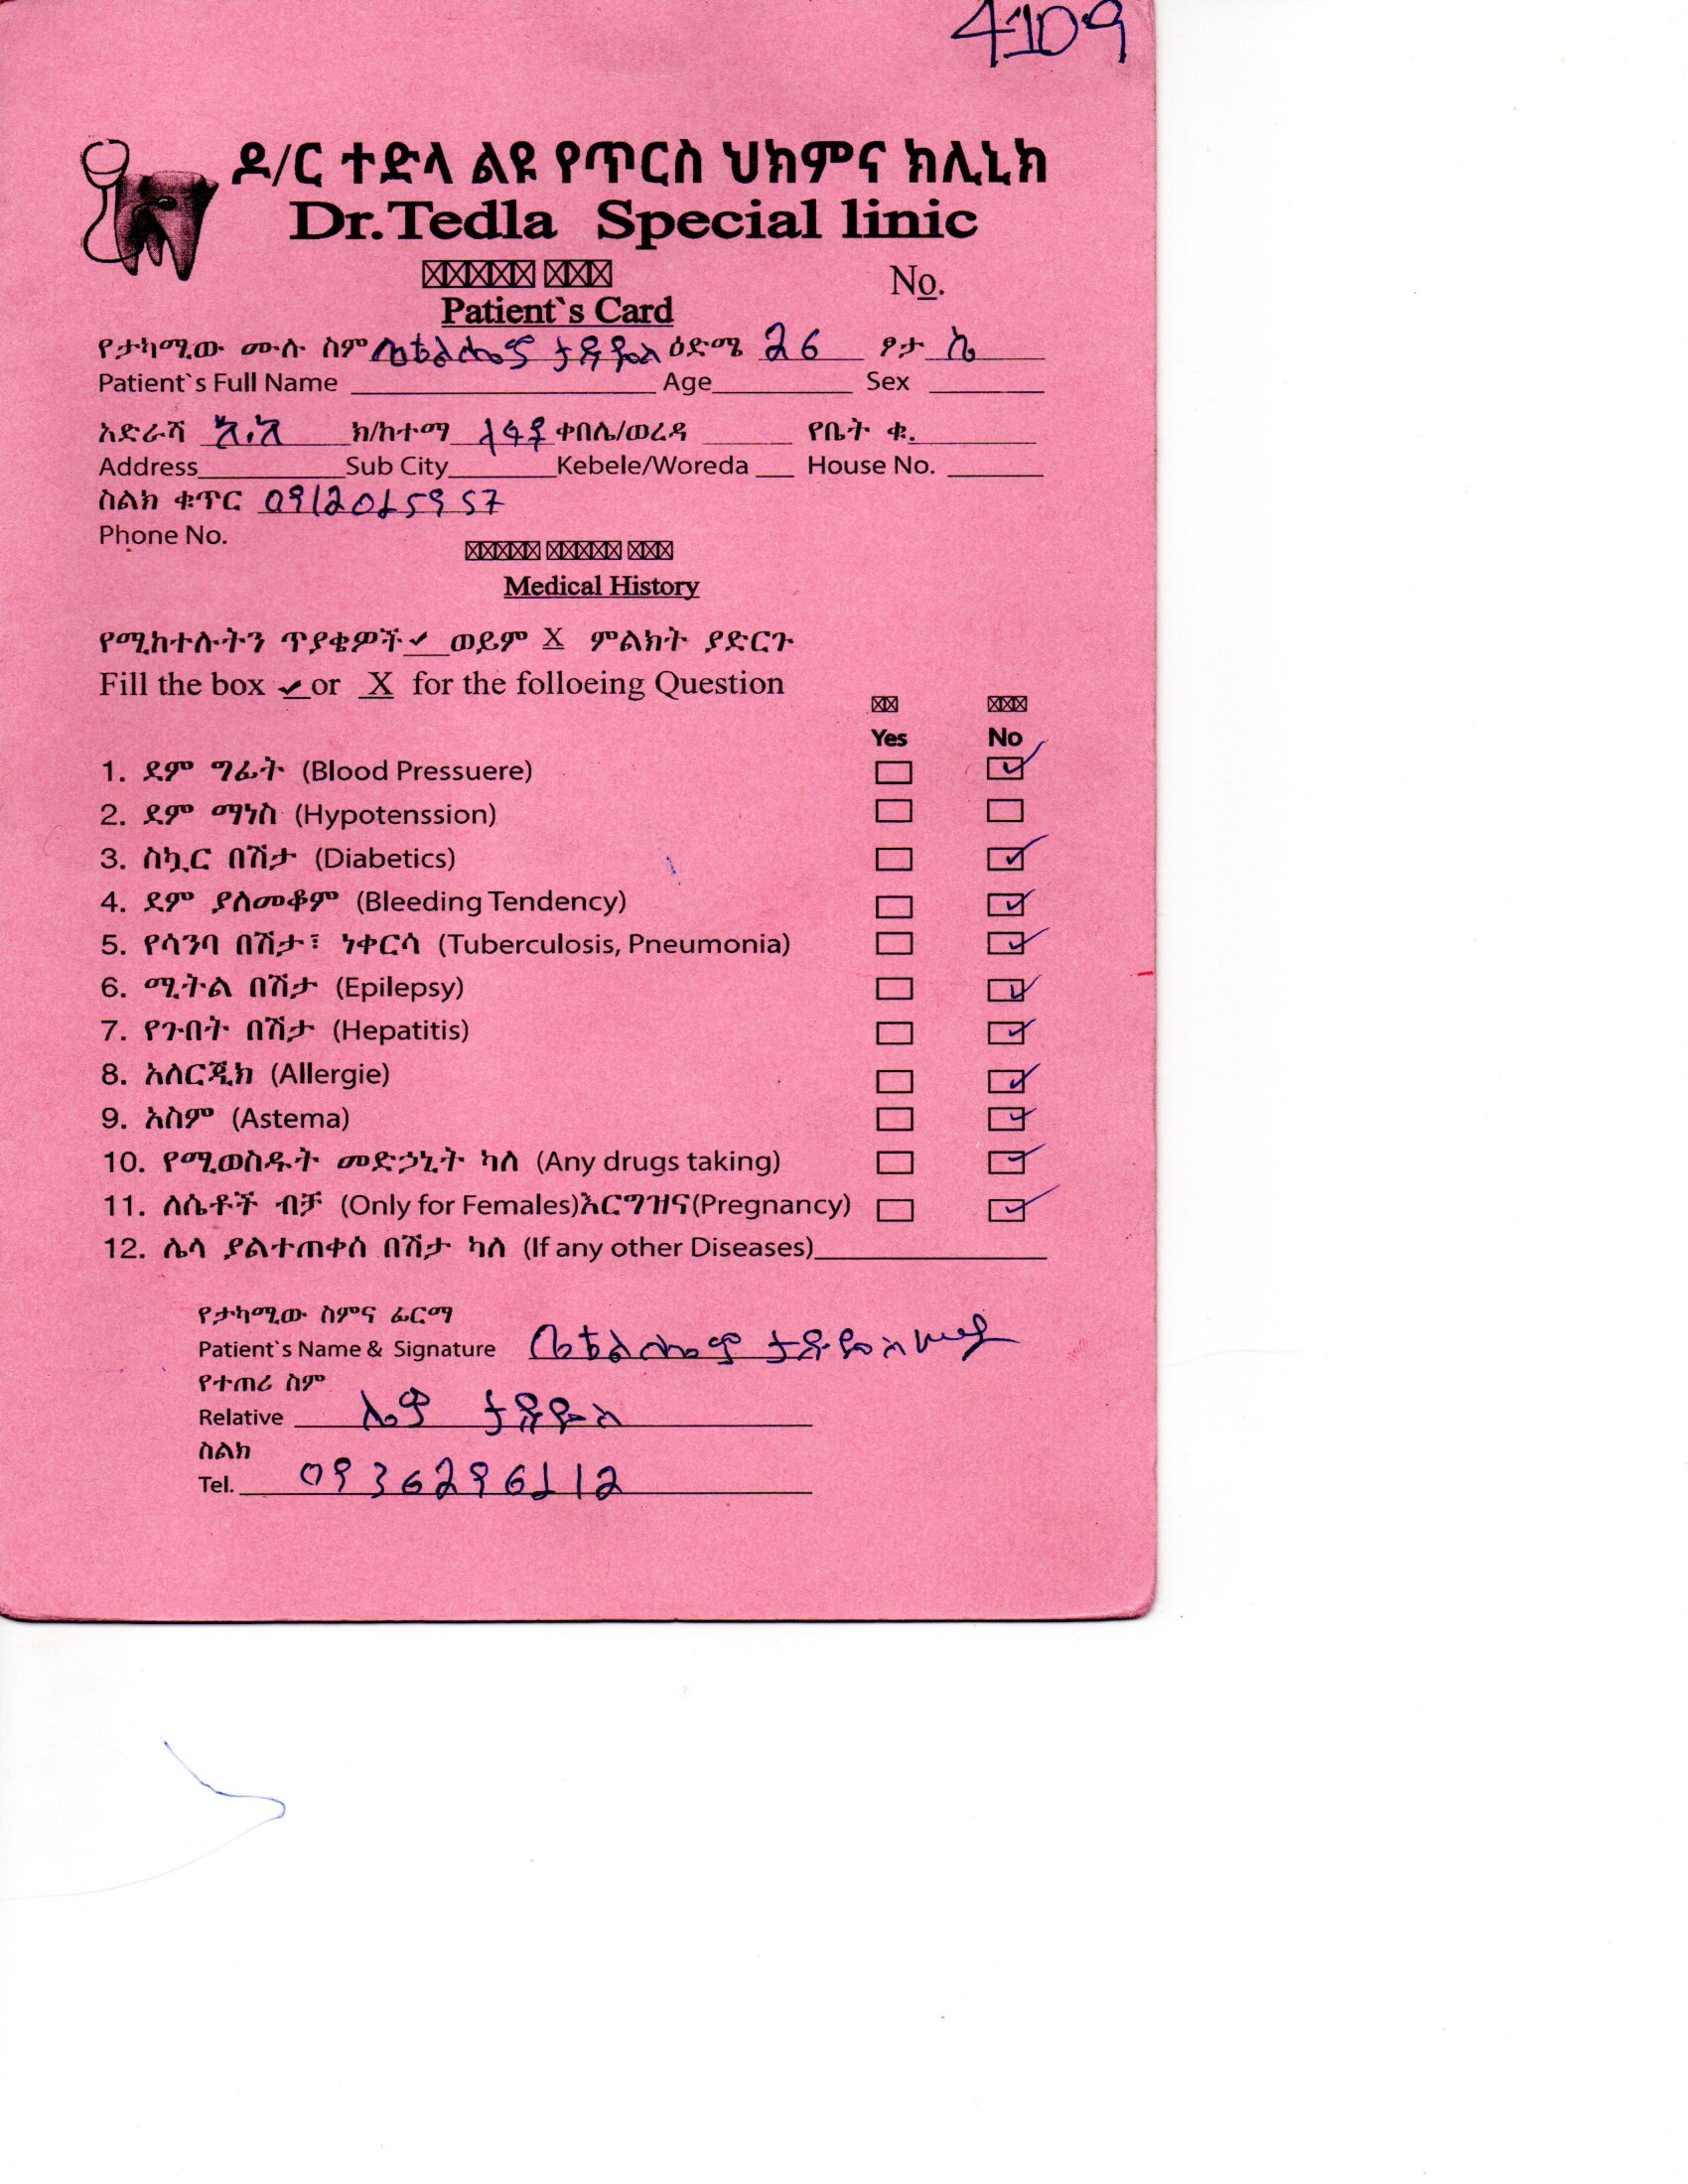 4109
ዶ/ር ተድላ ልዩ የጥርስ ህክምና ክሊኒክ
Dr.Tedla Special linic
No.
Patient`s Card
የታካሚው ሙሉ ስም ቤቴልሔም ታዲዎስ ዕድሜ 26 ፆታ ሴ
Patient`s Full Name Age Sex
አድራሻ አ.አ ክ/ከተማ ቀበሌ/ወረዳ የቤት ቁ.
Address Sub City Kebele/Woreda House No.
ስልክ ቁጥር 0912015957
Phone No.
Medical History
የሚከተሉትን ጥያቄዎች ✓ ወይም X ምልክት ያድርጉ
Fill the box ✓ or X for the folloeing Question
Yes No
1. ደም ግፊት (Blood Pressuere) ✓
2. ደም ማነስ (Hypotenssion)
3. ስኳር በሽታ (Diabetics) ✓
4. ደም ያለመቆም (Bleeding Tendency) ✓
5. የሳንባ በሽታ፣ ነቀርሳ (Tuberculosis, Pneumonia) ✓
6. ሚትል በሽታ (Epilepsy) ✓
7. የጉበት በሽታ (Hepatitis) ✓
8. አለርጂክ (Allergie) ✓
9. አስም (Astema) ✓
10. የሚወስዱት መድኃኒት ካለ (Any drugs taking) ✓
11. ለሴቶች ብቻ (Only for Females)እርግዝና(Pregnancy) ✓
12. ሌላ ያልተጠቀሰ በሽታ ካለ (If any other Diseases)
የታካሚው ስምና ፊርማ
Patient`s Name & Signature ቤቴልሔም ታዲዎስ
የተጠሪ ስም
Relative ታዲዎስ
ስልክ
Tel. 0936296112